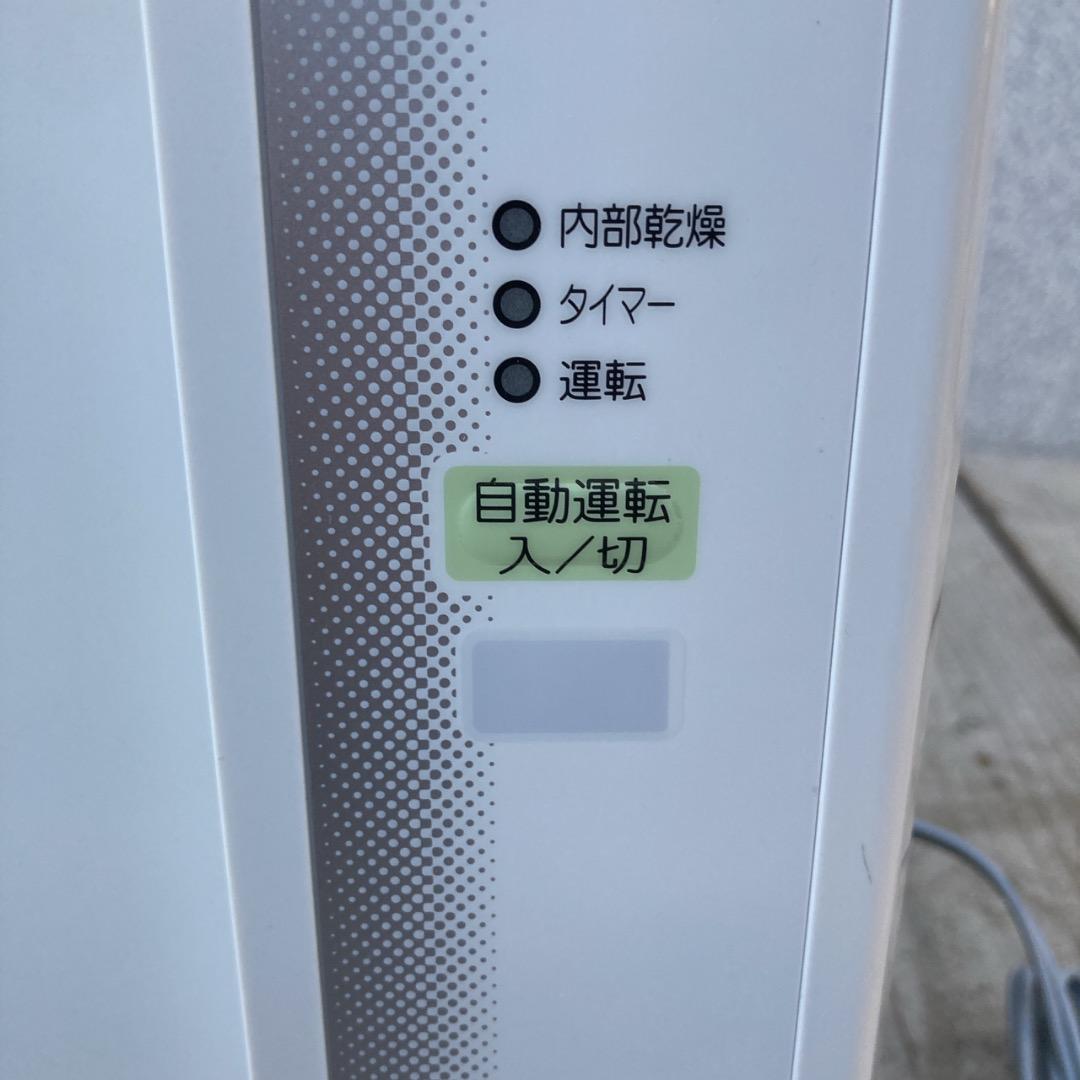 内部乾燥
タイマー
運転
自動運転
入/切